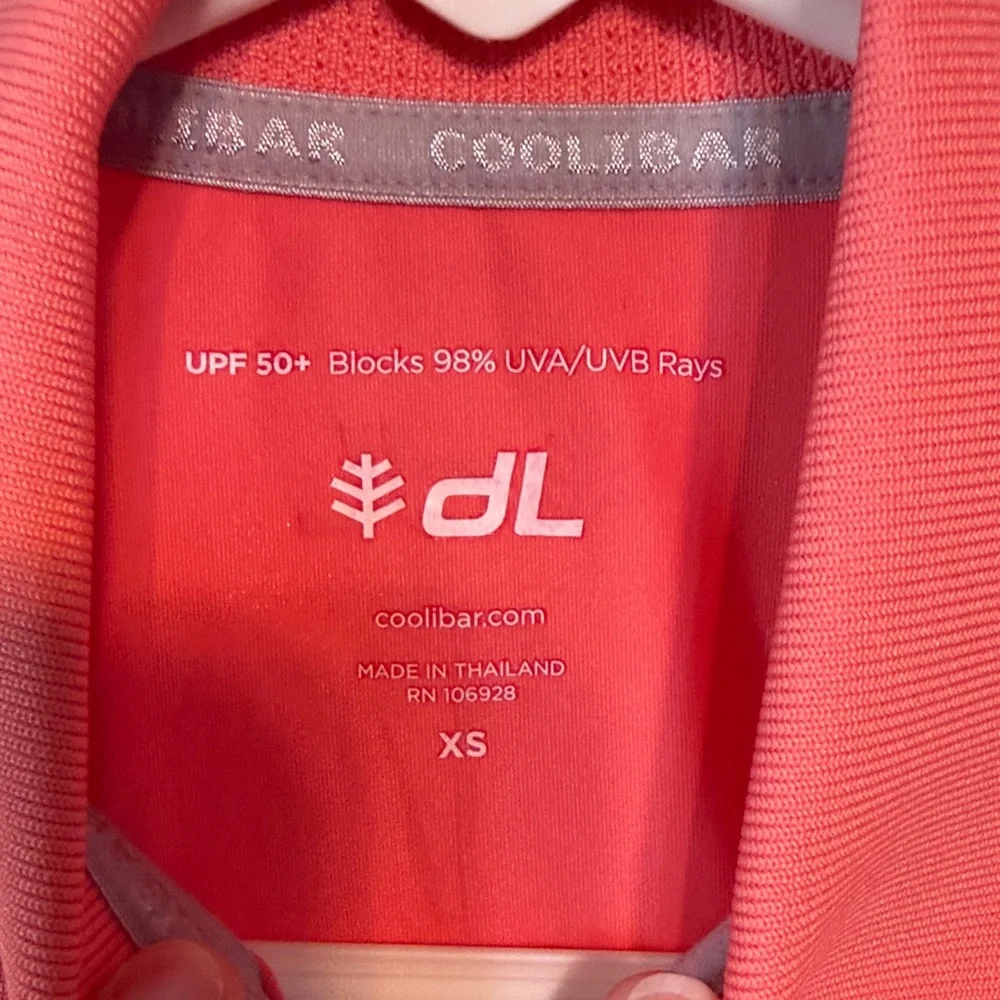 IBAR COOLIBAR
UPF 50+ Blocks 98% UVA/UVB Rays
dL
coolibar.com
MADE IN THAILAND
RN 106928
XS